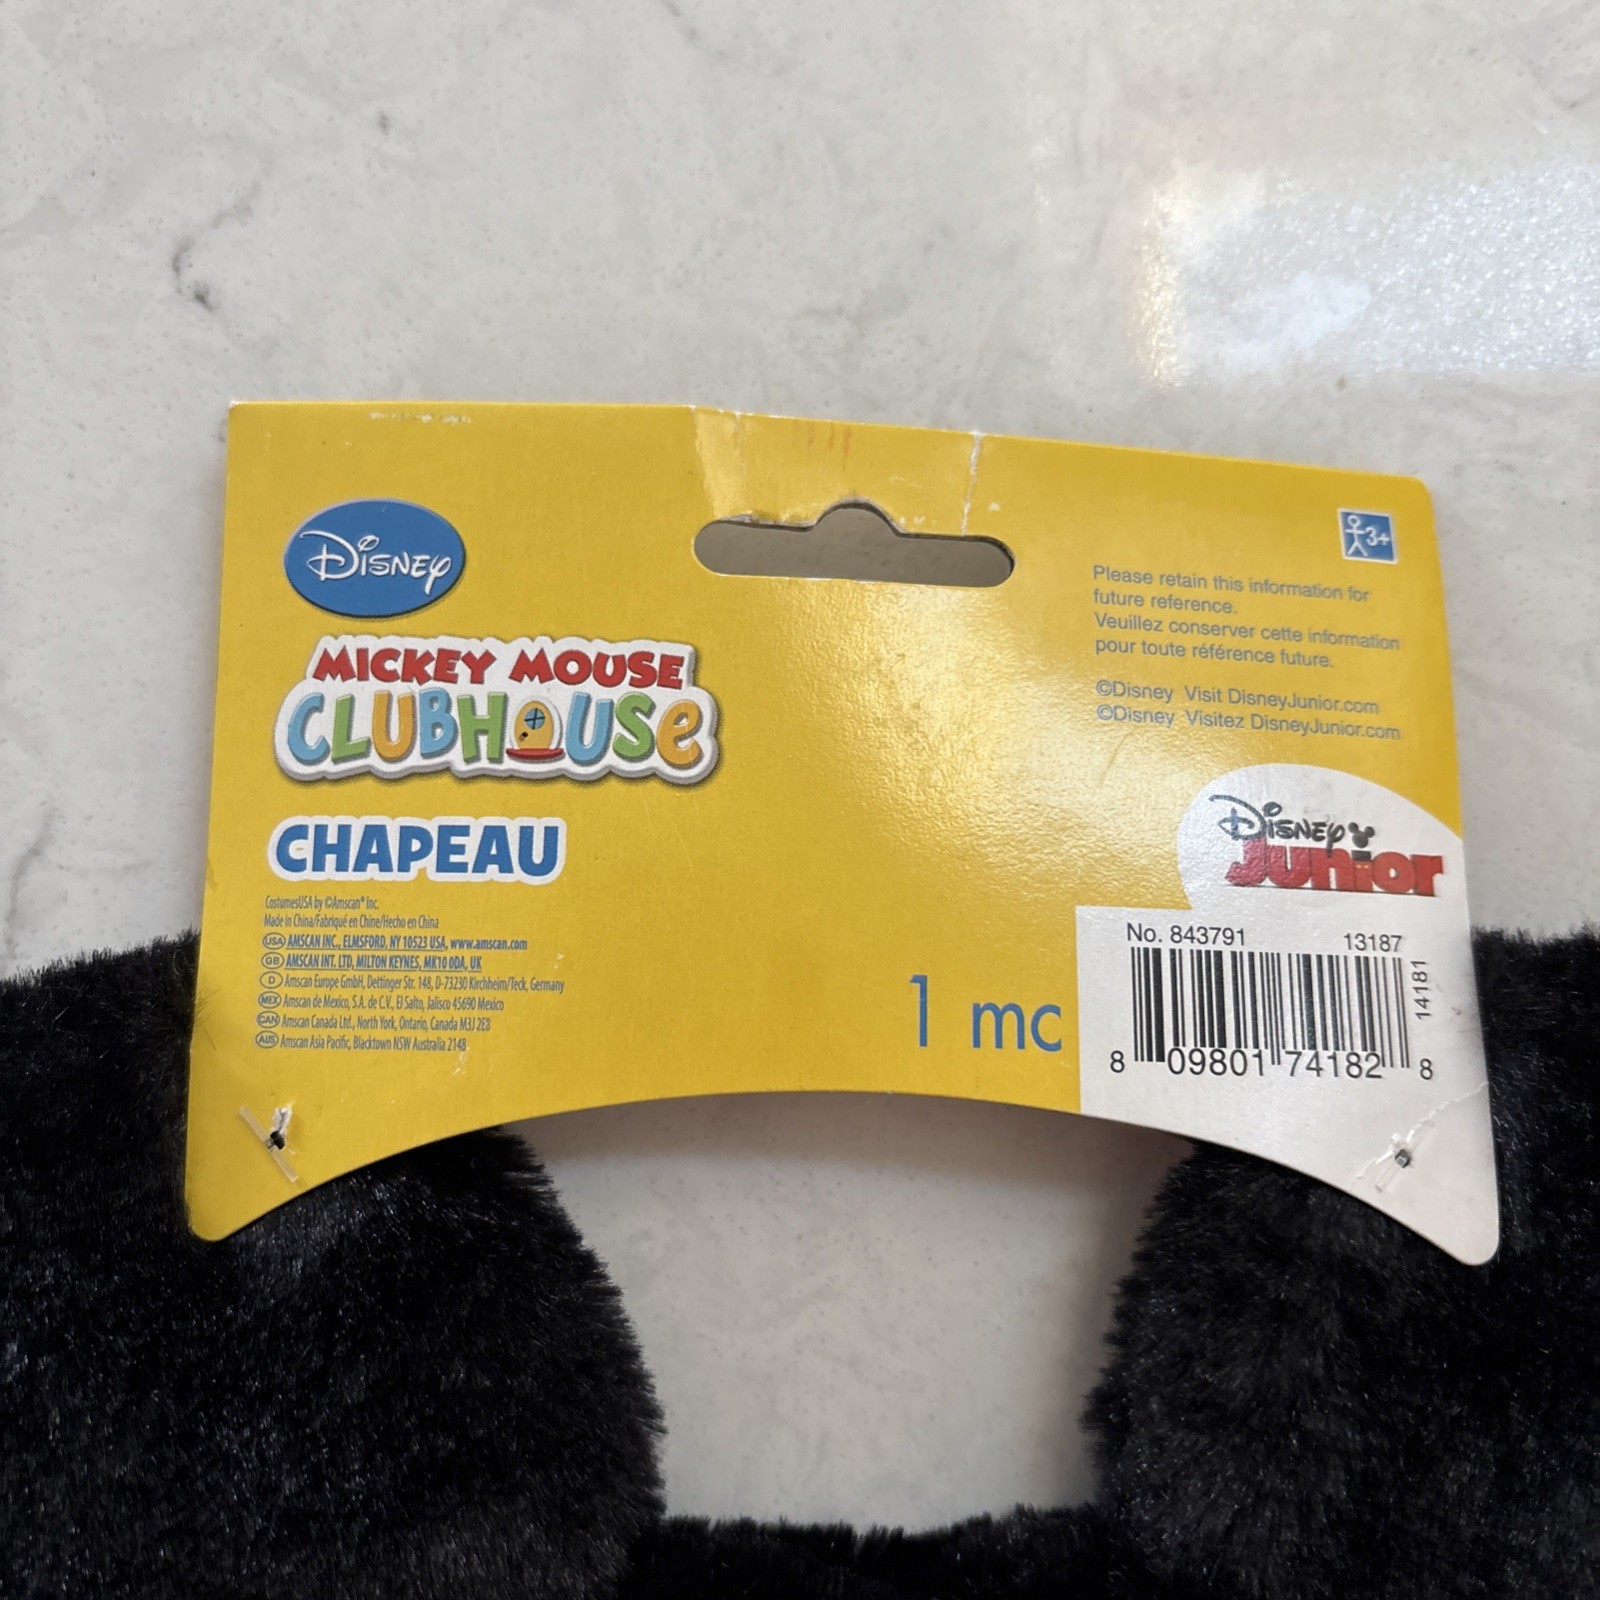 Disney
MICKEY MOUSE
CLUBHOUSE
CHAPEAU
CostumesUSA by ©Amscan® Inc.
Made in China/Fabriqué en Chine/Hecho en China
USA AMSCAN INC., ELMSFORD, NY 10523 USA, www.amscan.com
GB AMSCAN INT. LTD, MILTON KEYNES, MK10 0DA, UK
D Amscan Europe GmbH, Dettinger Str. 148, D-73230 Kirchheim/Teck, Germany
MEX Amscan de Mexico, S.A. de C.V., El Salto, Jalisco 45690 Mexico
CAN Amscan Canada Ltd., North York, Ontario, Canada M3J 2E8
AUS Amscan Asia Pacific, Blacktown NSW Australia 2148
3+
Please retain this information for
future reference.
Veuillez conserver cette information
pour toute référence future.
©Disney Visit DisneyJunior.com
©Disney Visitez DisneyJunior.com
Disney
Junior
1 mc
No. 843791 13187
14181
8 09801 74182 8